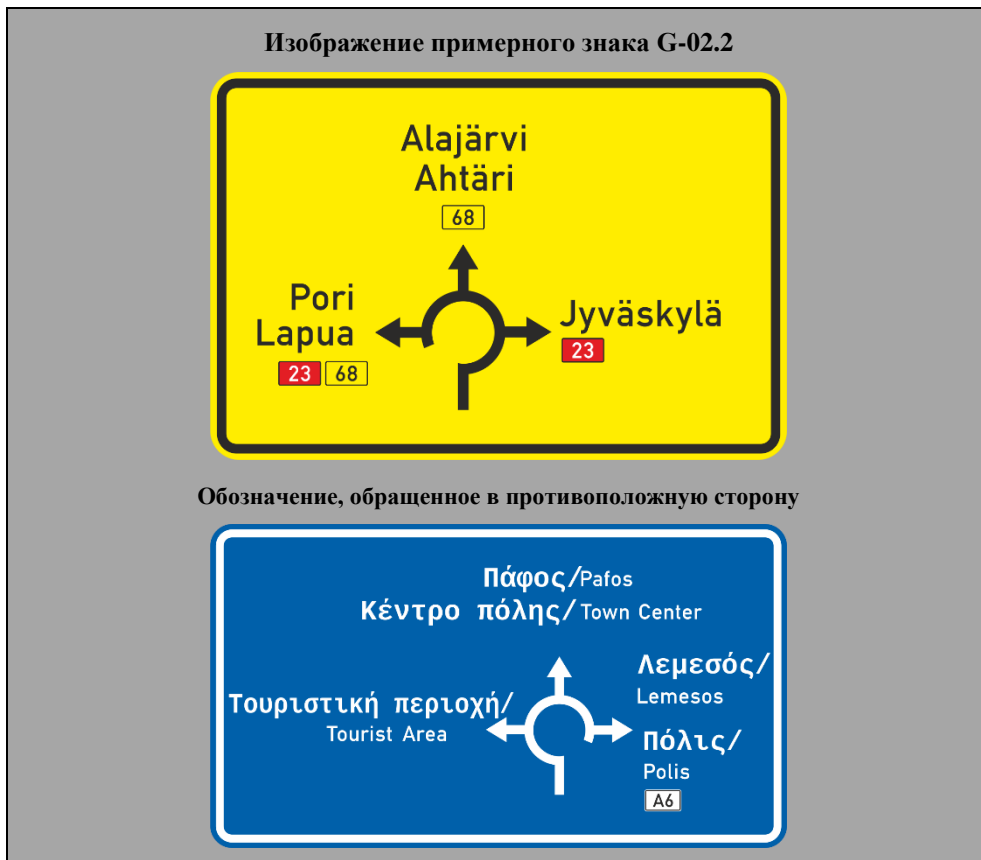 Изображение примерного знака G-02.2
Alajärvi
Ahtäri
68
Pori
Lapua
23 68
Jyväskylä
23
Обозначение, обращенное в противоположную сторону
Πάφος/Pafos
Κέντρο πόλης/Town Center
Τουριστική περιοχή/
Tourist Area
Λεμεσός/
Lemesos
Πόλις/
Polis
A6